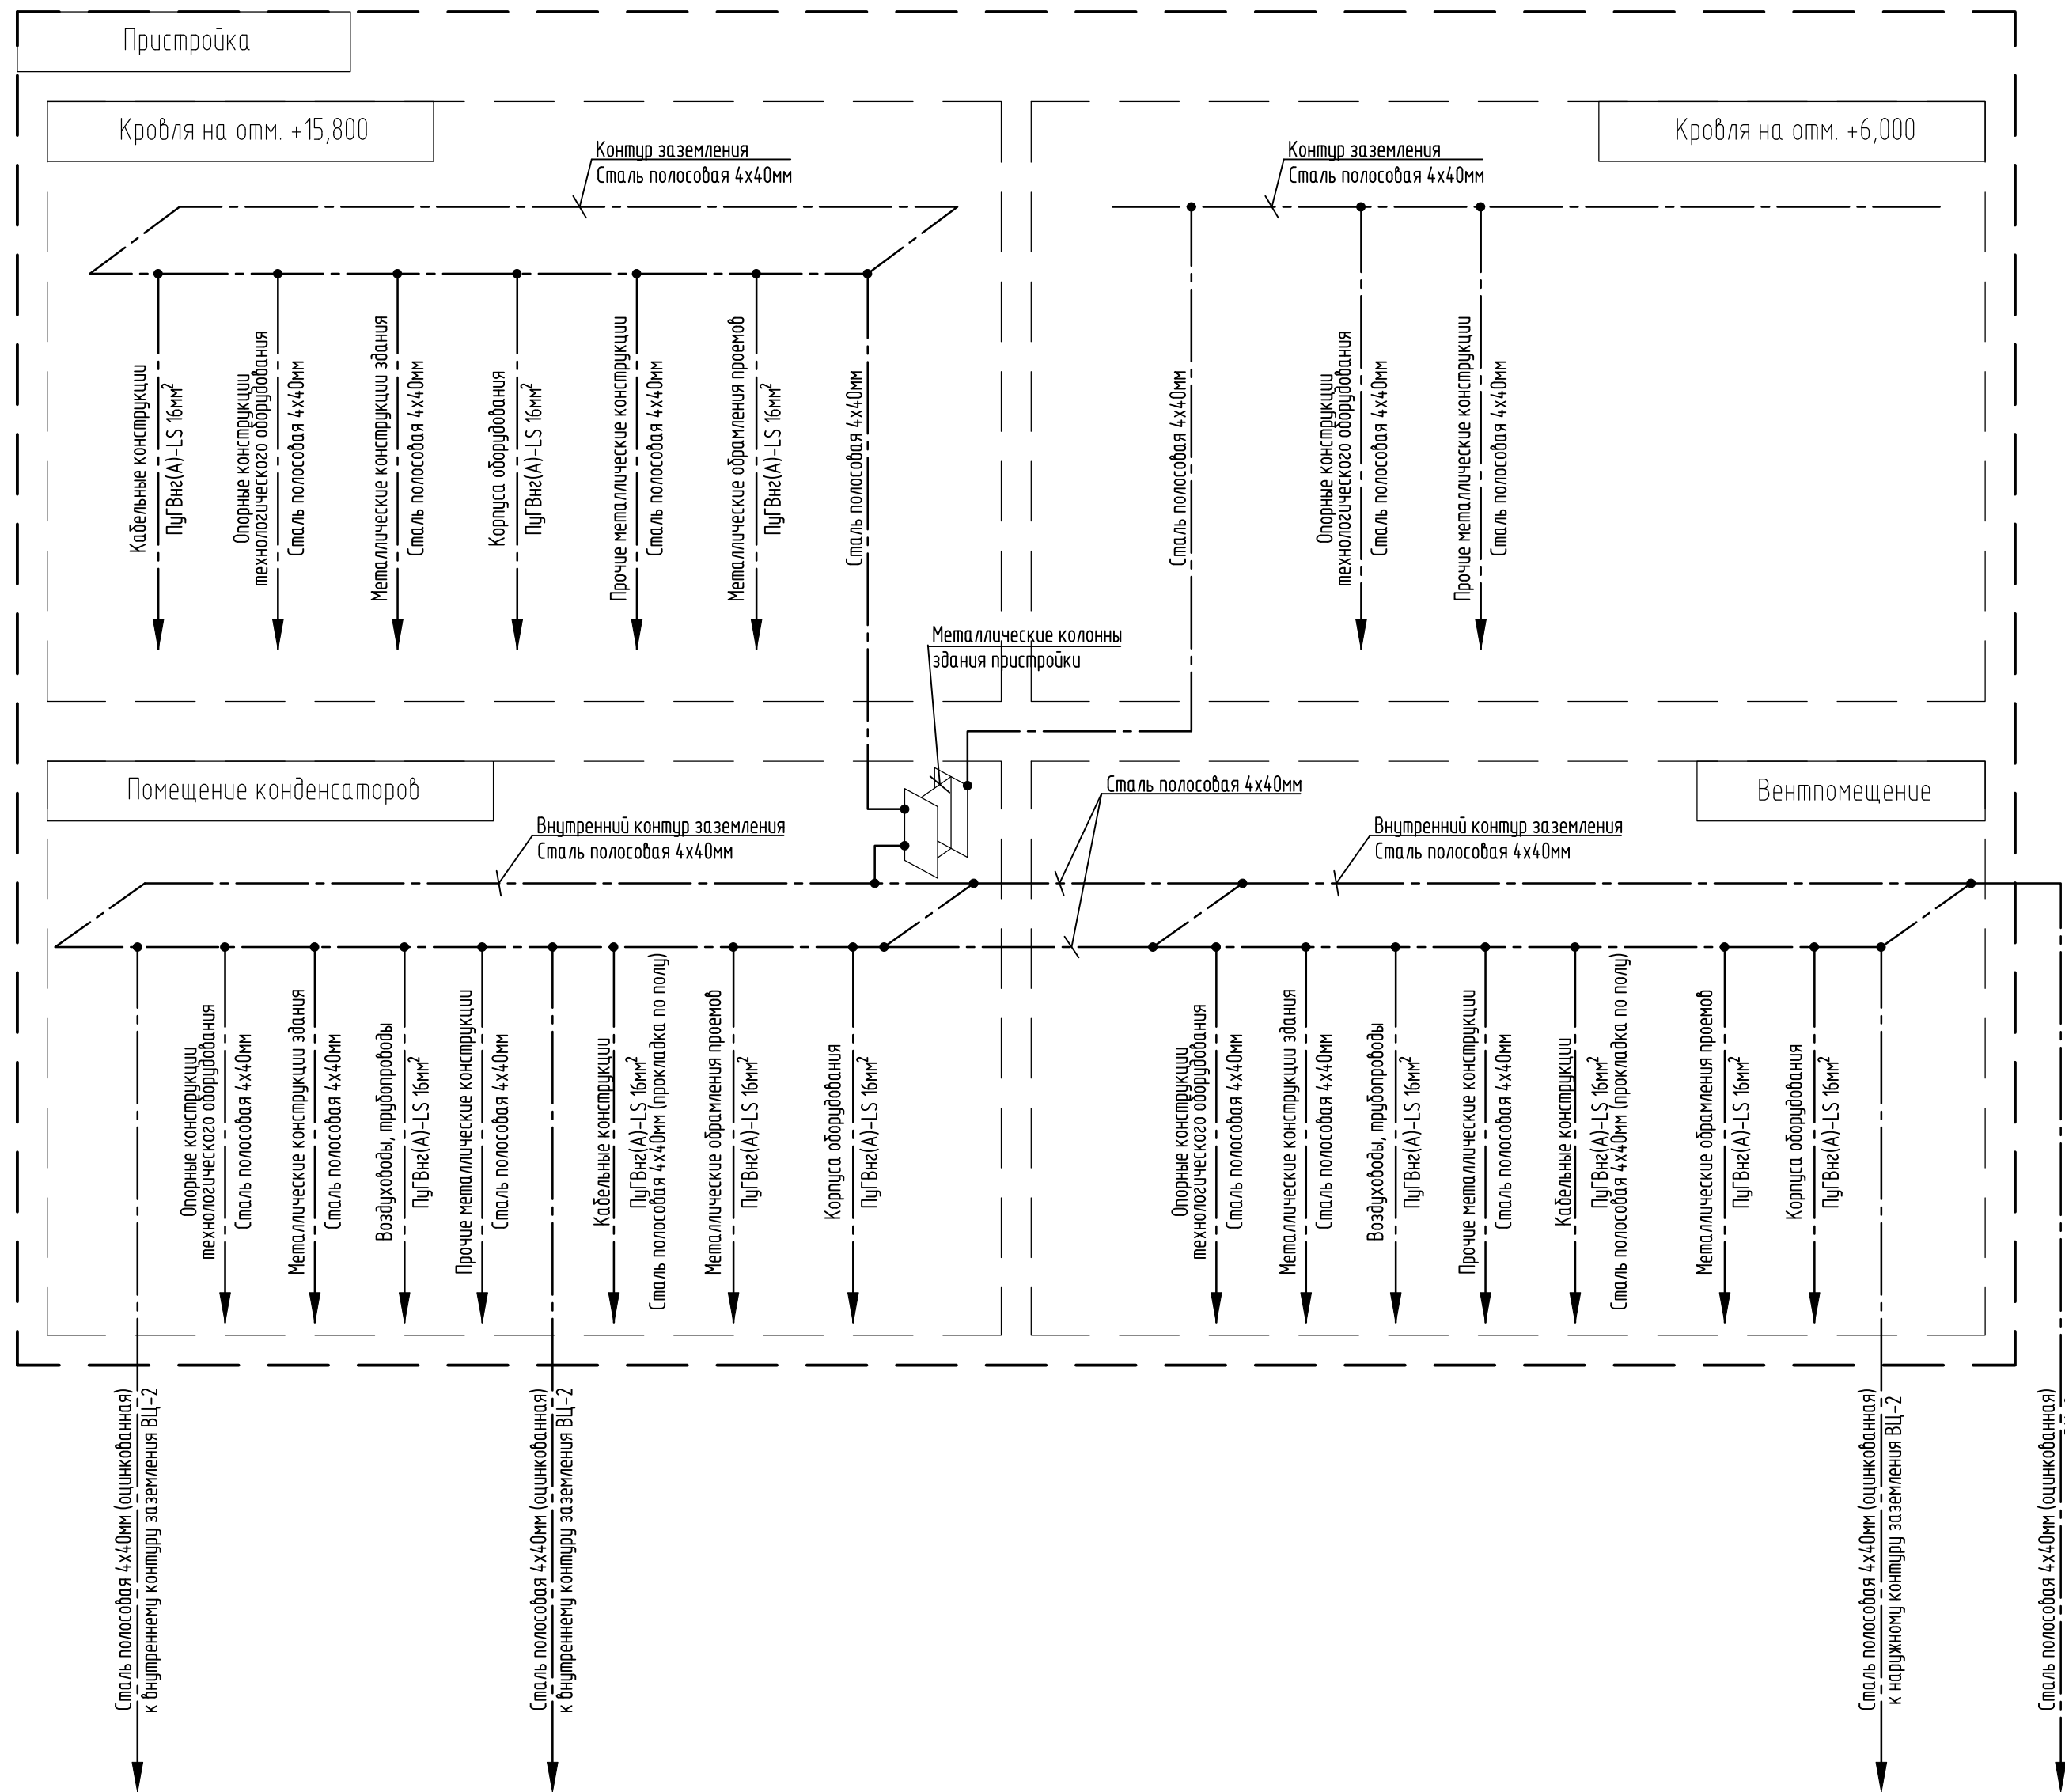 Пристройка
Кровля на отм. +15,800
Контур заземления
Сталь полосовая 4х40мм
Кабельные конструкции
ПуГВнг(А)-LS 16мм²
Опорные конструкции
технологического оборудования
Сталь полосовая 4х40мм
Металлические конструкции здания
Сталь полосовая 4х40мм
Корпуса оборудования
ПуГВнг(А)-LS 16мм²
Прочие металлические конструкции
Сталь полосовая 4х40мм
Металлические обрамления проемов
ПуГВнг(А)-LS 16мм²
Сталь полосовая 4х40мм
Кровля на отм. +6,000
Контур заземления
Сталь полосовая 4х40мм
Сталь полосовая 4х40мм
Опорные конструкции
технологического оборудования
Сталь полосовая 4х40мм
Прочие металлические конструкции
Сталь полосовая 4х40мм
Металлические колонны
здания пристройки
Помещение конденсаторов
Внутренний контур заземления
Сталь полосовая 4х40мм
Опорные конструкции
технологического оборудования
Сталь полосовая 4х40мм
Металлические конструкции здания
Сталь полосовая 4х40мм
Воздуховоды, трубопроводы
ПуГВнг(А)-LS 16мм²
Прочие металлические конструкции
Сталь полосовая 4х40мм
Кабельные конструкции
ПуГВнг(А)-LS 16мм²
Сталь полосовая 4х40мм (прокладка по полу)
Металлические обрамления проемов
ПуГВнг(А)-LS 16мм²
Корпуса оборудования
ПуГВнг(А)-LS 16мм²
Сталь полосовая 4х40мм
Вентпомещение
Внутренний контур заземления
Сталь полосовая 4х40мм
Опорные конструкции
технологического оборудования
Сталь полосовая 4х40мм
Металлические конструкции здания
Сталь полосовая 4х40мм
Воздуховоды, трубопроводы
ПуГВнг(А)-LS 16мм²
Прочие металлические конструкции
Сталь полосовая 4х40мм
Кабельные конструкции
ПуГВнг(А)-LS 16мм²
Сталь полосовая 4х40мм (прокладка по полу)
Металлические обрамления проемов
ПуГВнг(А)-LS 16мм²
Корпуса оборудования
ПуГВнг(А)-LS 16мм²
Сталь полосовая 4х40мм (оцинкованная)
к внутреннему контуру заземления ВЦ-2
Сталь полосовая 4х40мм (оцинкованная)
к внутреннему контуру заземления ВЦ-2
Сталь полосовая 4х40мм (оцинкованная)
к наружному контуру заземления ВЦ-2
Сталь полосовая 4х40мм (оцинкованная)